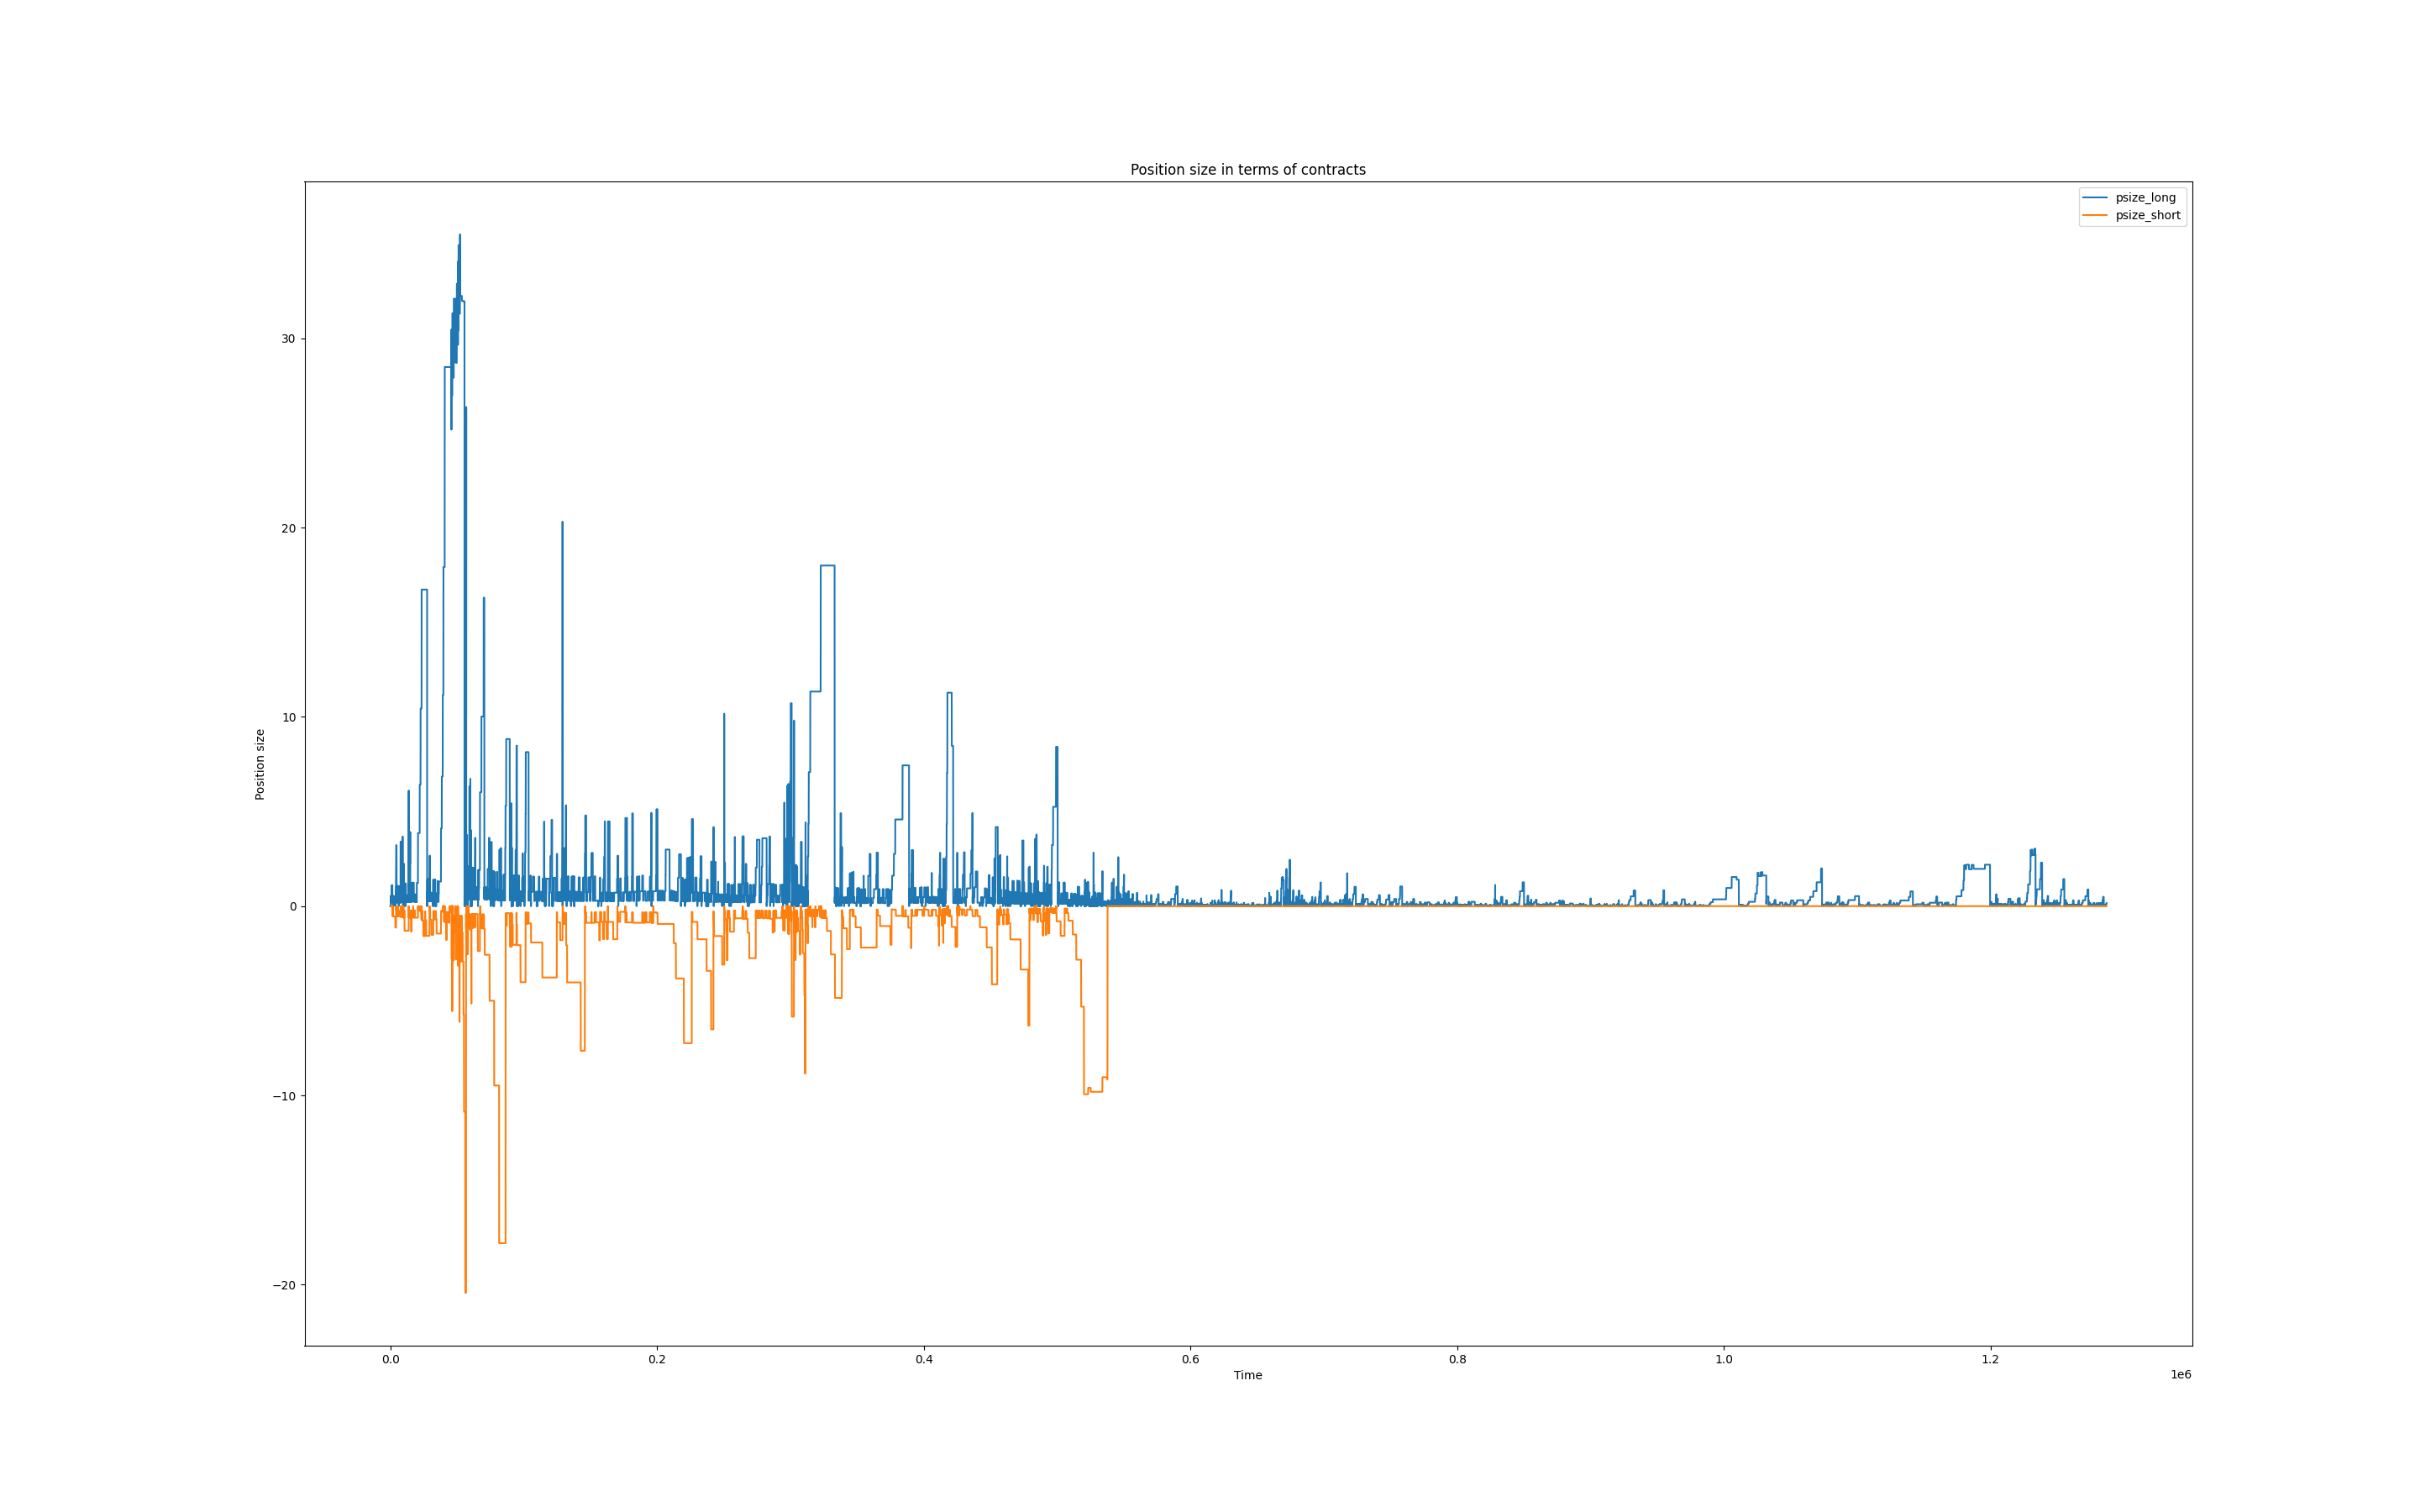 Position size in terms of contracts
psize_long
psize_short
Position size
30
20
10
0
−10
−20
0.0 0.2 0.4 0.6 0.8 1.0 1.2
Time
1e6